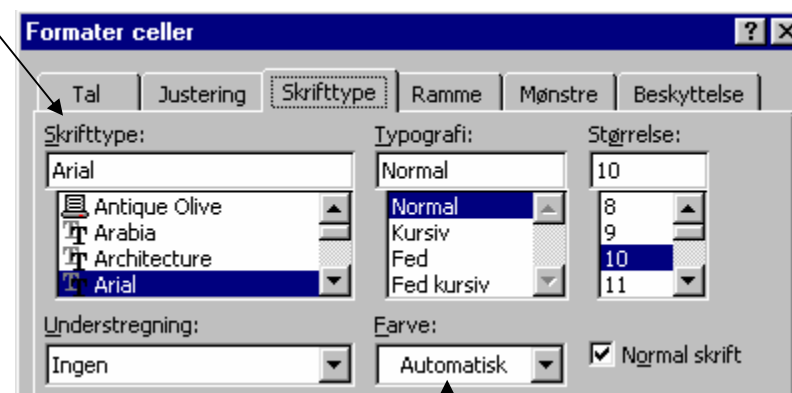 Formater celler
Tal Justering Skrifttype Ramme Mønstre Beskyttelse
Skrifttype: Typografi: Størrelse:
Arial Normal 10
Antique Olive Normal 8
Arabia Kursiv 9
Architecture Fed 10
Arial Fed kursiv 11
Understregning: Farve:
Ingen Automatisk Normal skrift